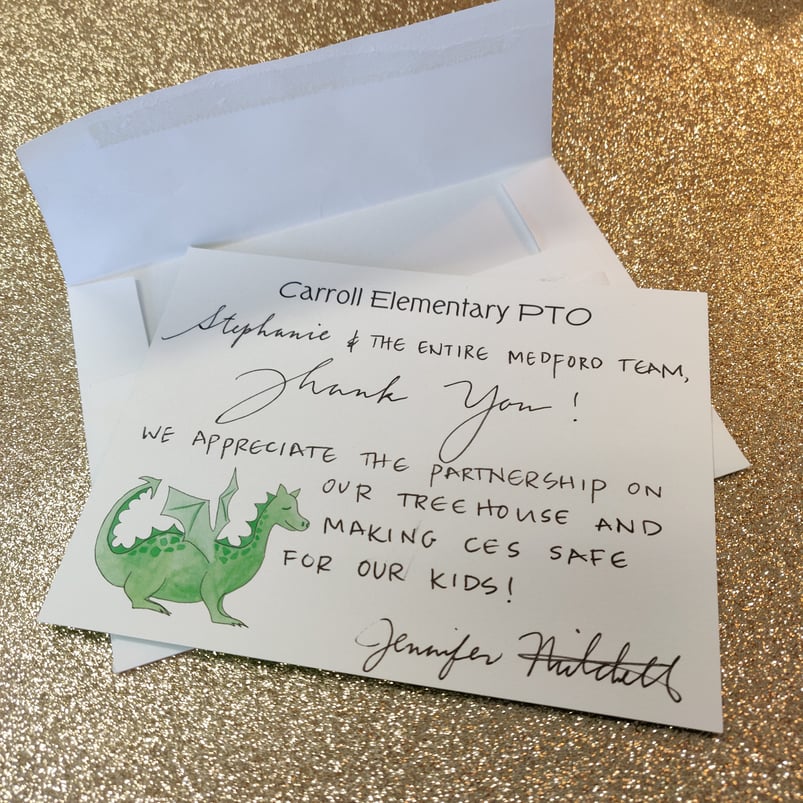 Carroll Elementary PTO
Stephanie & THE ENTIRE MEDFORD TEAM,
Thank You!
WE APPRECIATE THE PARTNERSHIP ON
OUR TREEHOUSE AND
MAKING CES SAFE
FOR OUR KIDS!
Jennifer Mitchell